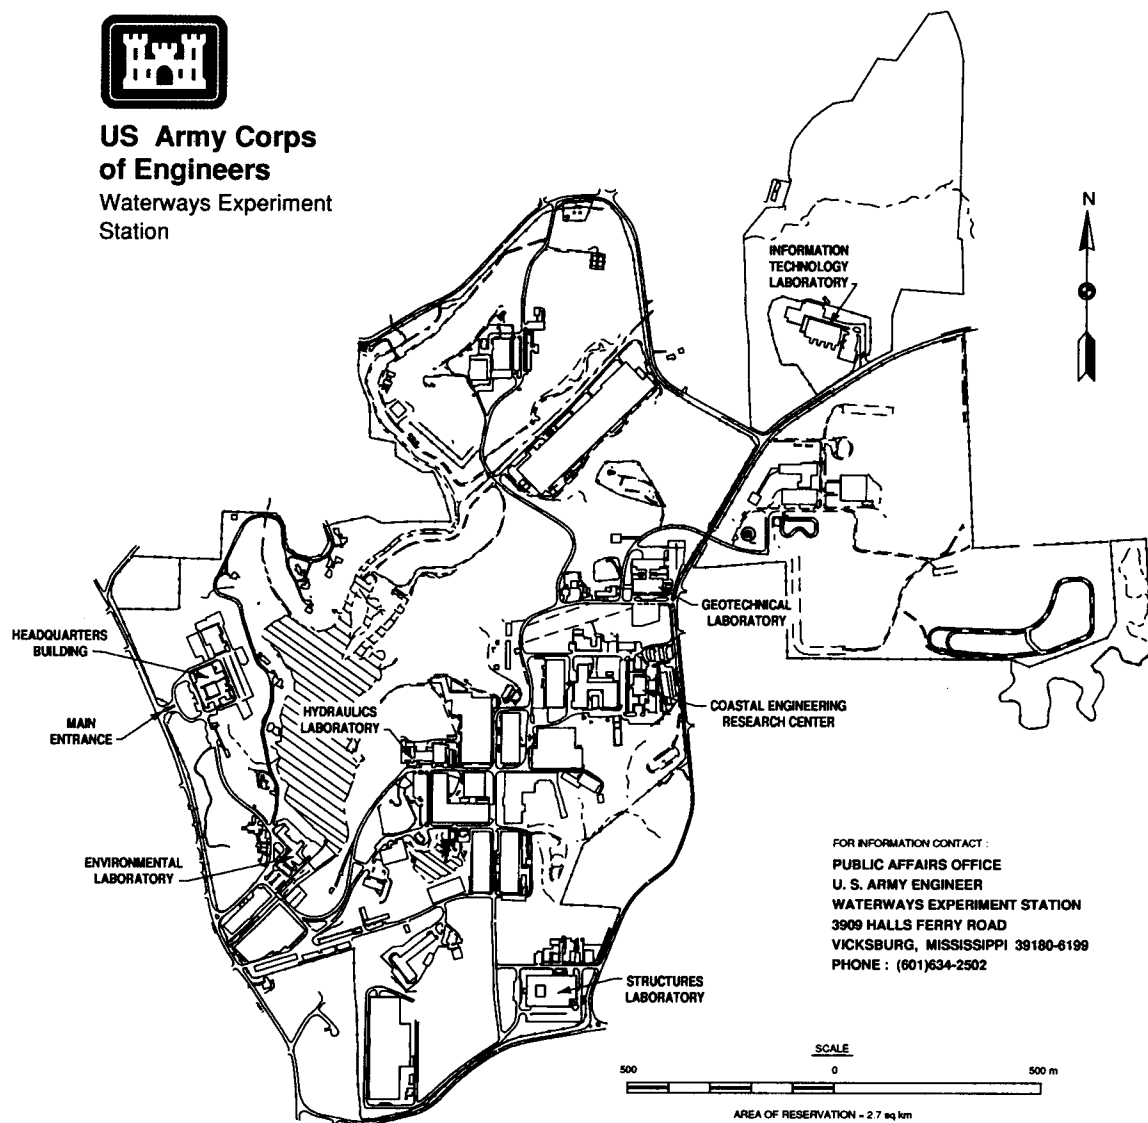 US Army Corps
of Engineers
Waterways Experiment
Station
N
INFORMATION
TECHNOLOGY
LABORATORY
GEOTECHNICAL
LABORATORY
HEADQUARTERS
BUILDING
MAIN
ENTRANCE
HYDRAULICS
LABORATORY
COASTAL ENGINEERING
RESEARCH CENTER
ENVIRONMENTAL
LABORATORY
STRUCTURES
LABORATORY
FOR INFORMATION CONTACT :
PUBLIC AFFAIRS OFFICE
U. S. ARMY ENGINEER
WATERWAYS EXPERIMENT STATION
3909 HALLS FERRY ROAD
VICKSBURG, MISSISSIPPI 39180-6199
PHONE : (601)634-2502
SCALE
500 0 500 m
AREA OF RESERVATION = 2.7 sq km